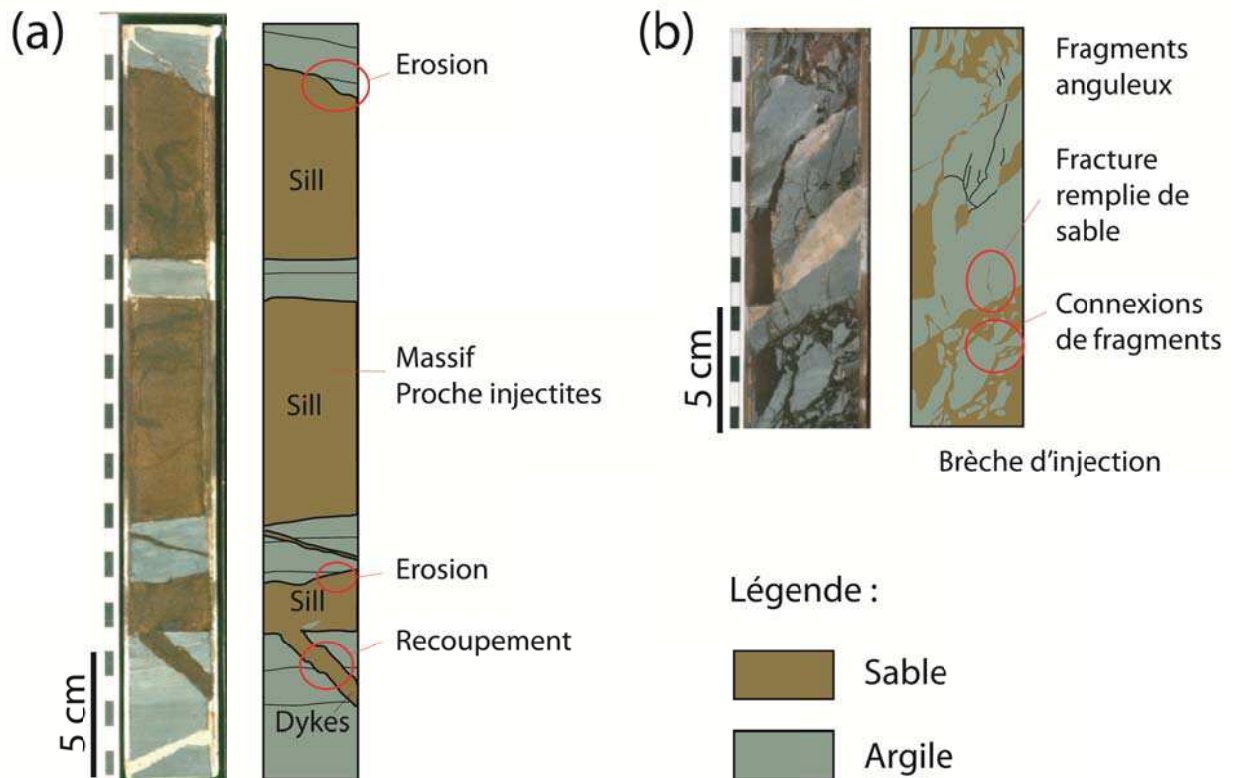 (a)
Erosion
Sill
Sill
Massif
Proche injectites
Erosion
Sill
Recoupement
Dykes
5 cm
(b)
Fragments
anguleux
Fracture
remplie de
sable
Connexions
de fragments
5 cm
Brèche d'injection
Légende :
Sable
Argile